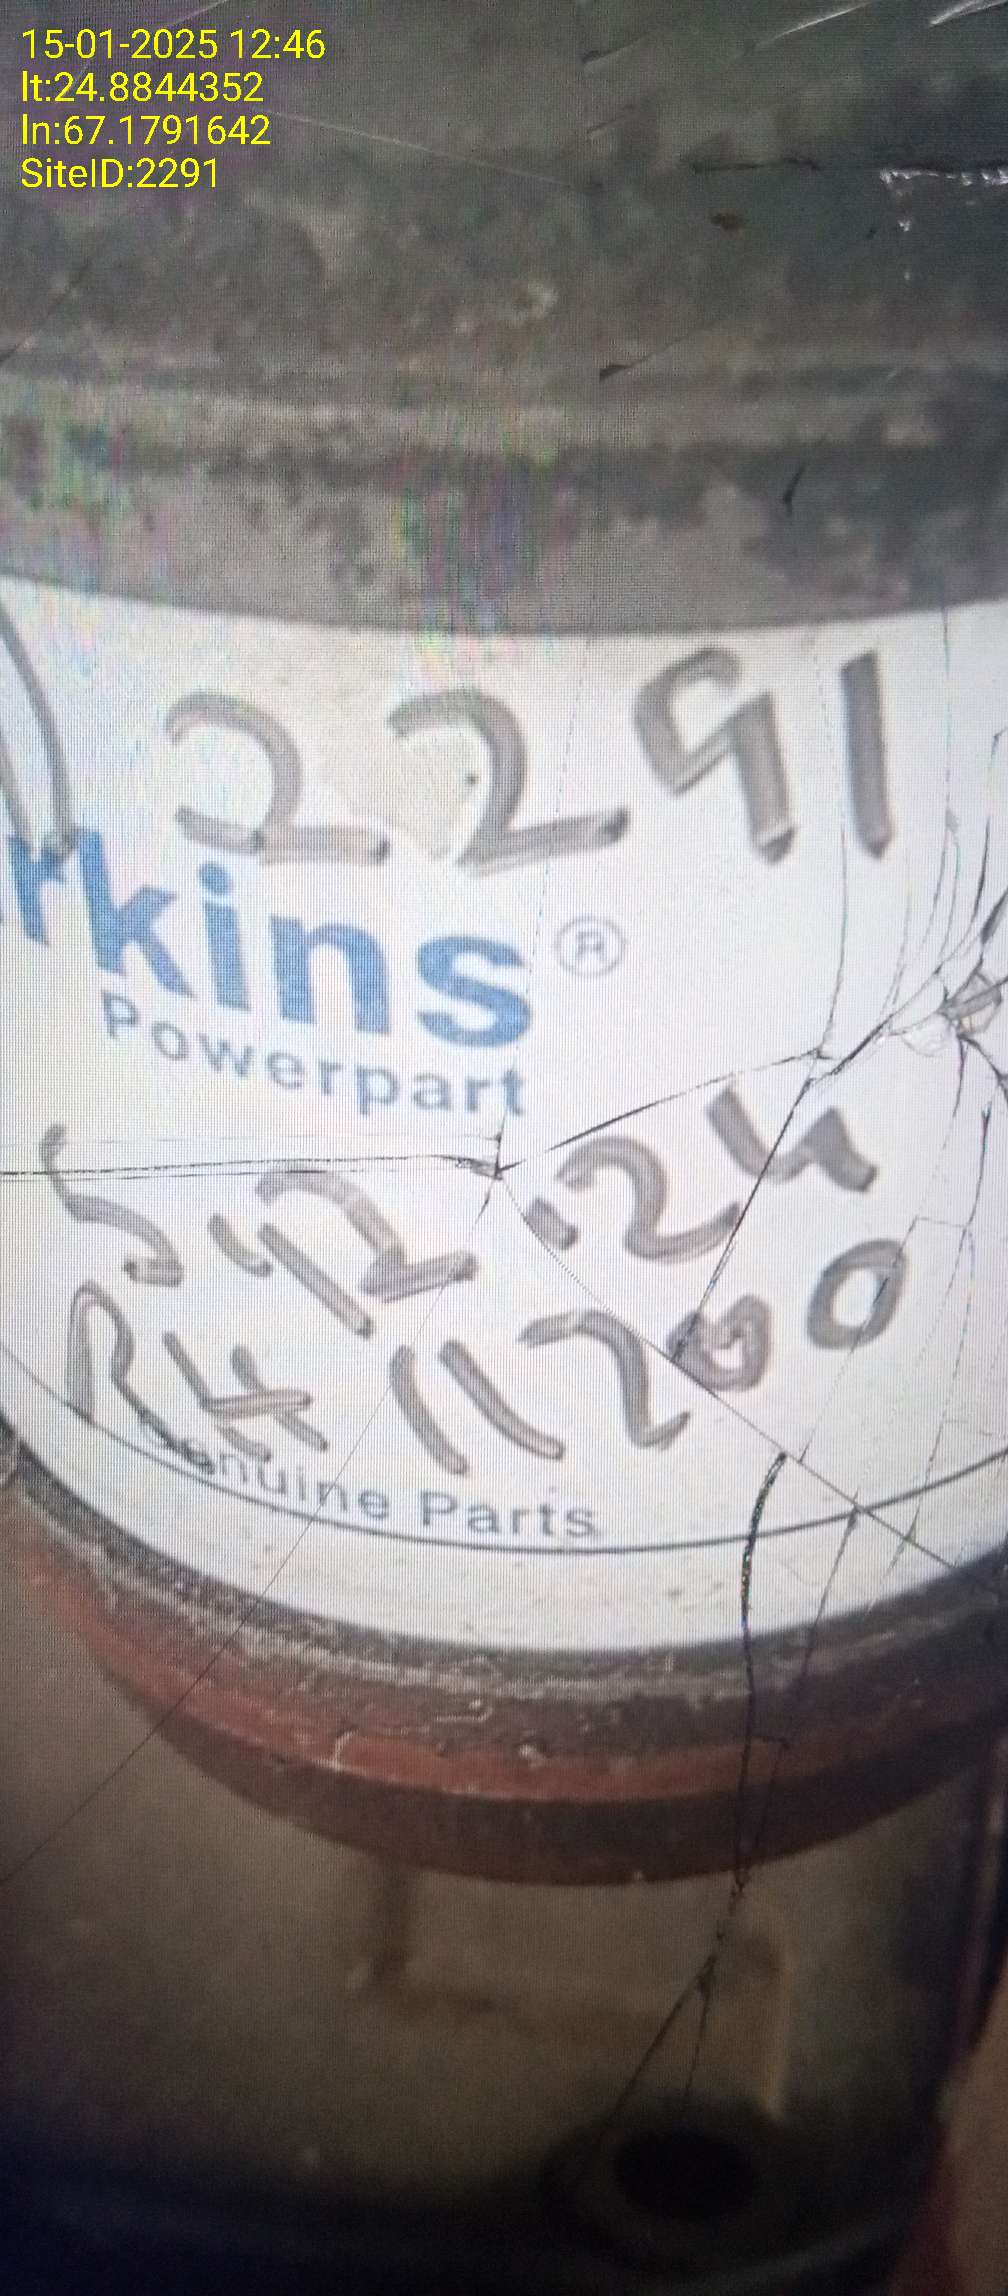 15-01-2025 12:46
lt:24.8844352
ln:67.1791642
SiteID:2291
2291
rkins®
Powerpart
5.12.24
RH 11200
Genuine Parts